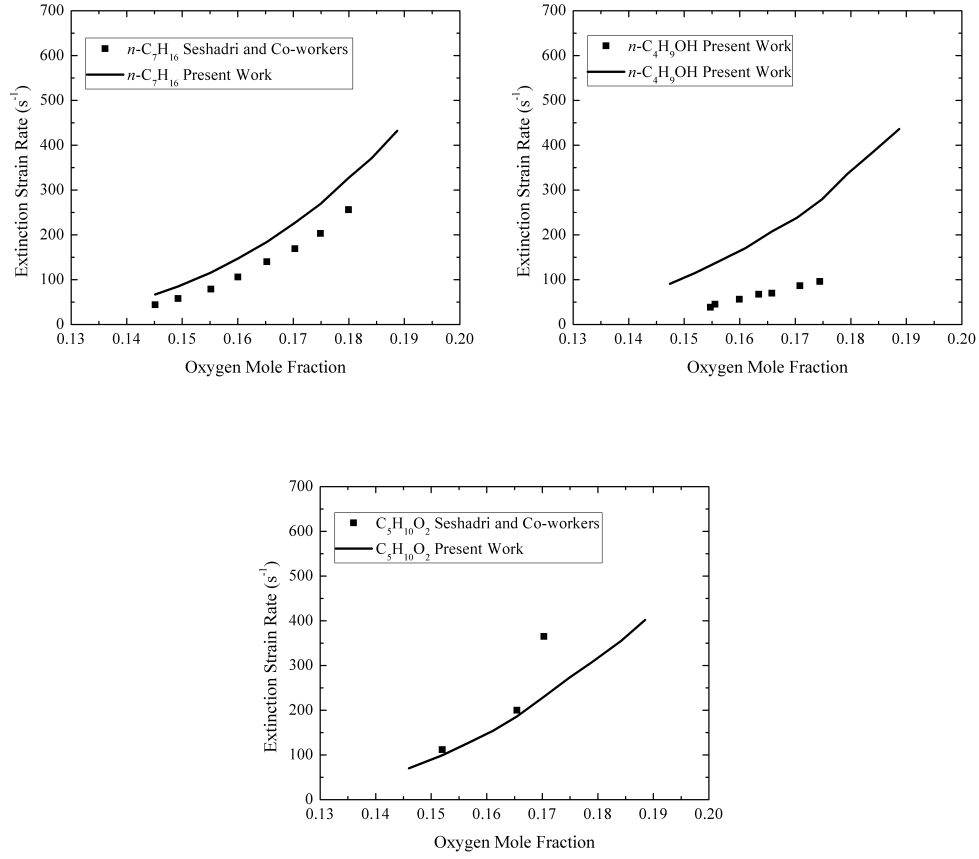 700
600
500
400
300
200
100
0
n-C₇H₁₆ Seshadri and Co-workers
n-C₇H₁₆ Present Work
Extinction Strain Rate (s⁻¹)
0.13 0.14 0.15 0.16 0.17 0.18 0.19 0.20
Oxygen Mole Fraction
700
600
500
400
300
200
100
0
n-C₄H₉OH Present Work
n-C₄H₉OH Present Work
Extinction Strain Rate (s⁻¹)
0.13 0.14 0.15 0.16 0.17 0.18 0.19 0.20
Oxygen Mole Fraction
700
600
500
400
300
200
100
0
C₅H₁₀O₂ Seshadri and Co-workers
C₅H₁₀O₂ Present Work
Extinction Strain Rate (s⁻¹)
0.13 0.14 0.15 0.16 0.17 0.18 0.19 0.20
Oxygen Mole Fraction